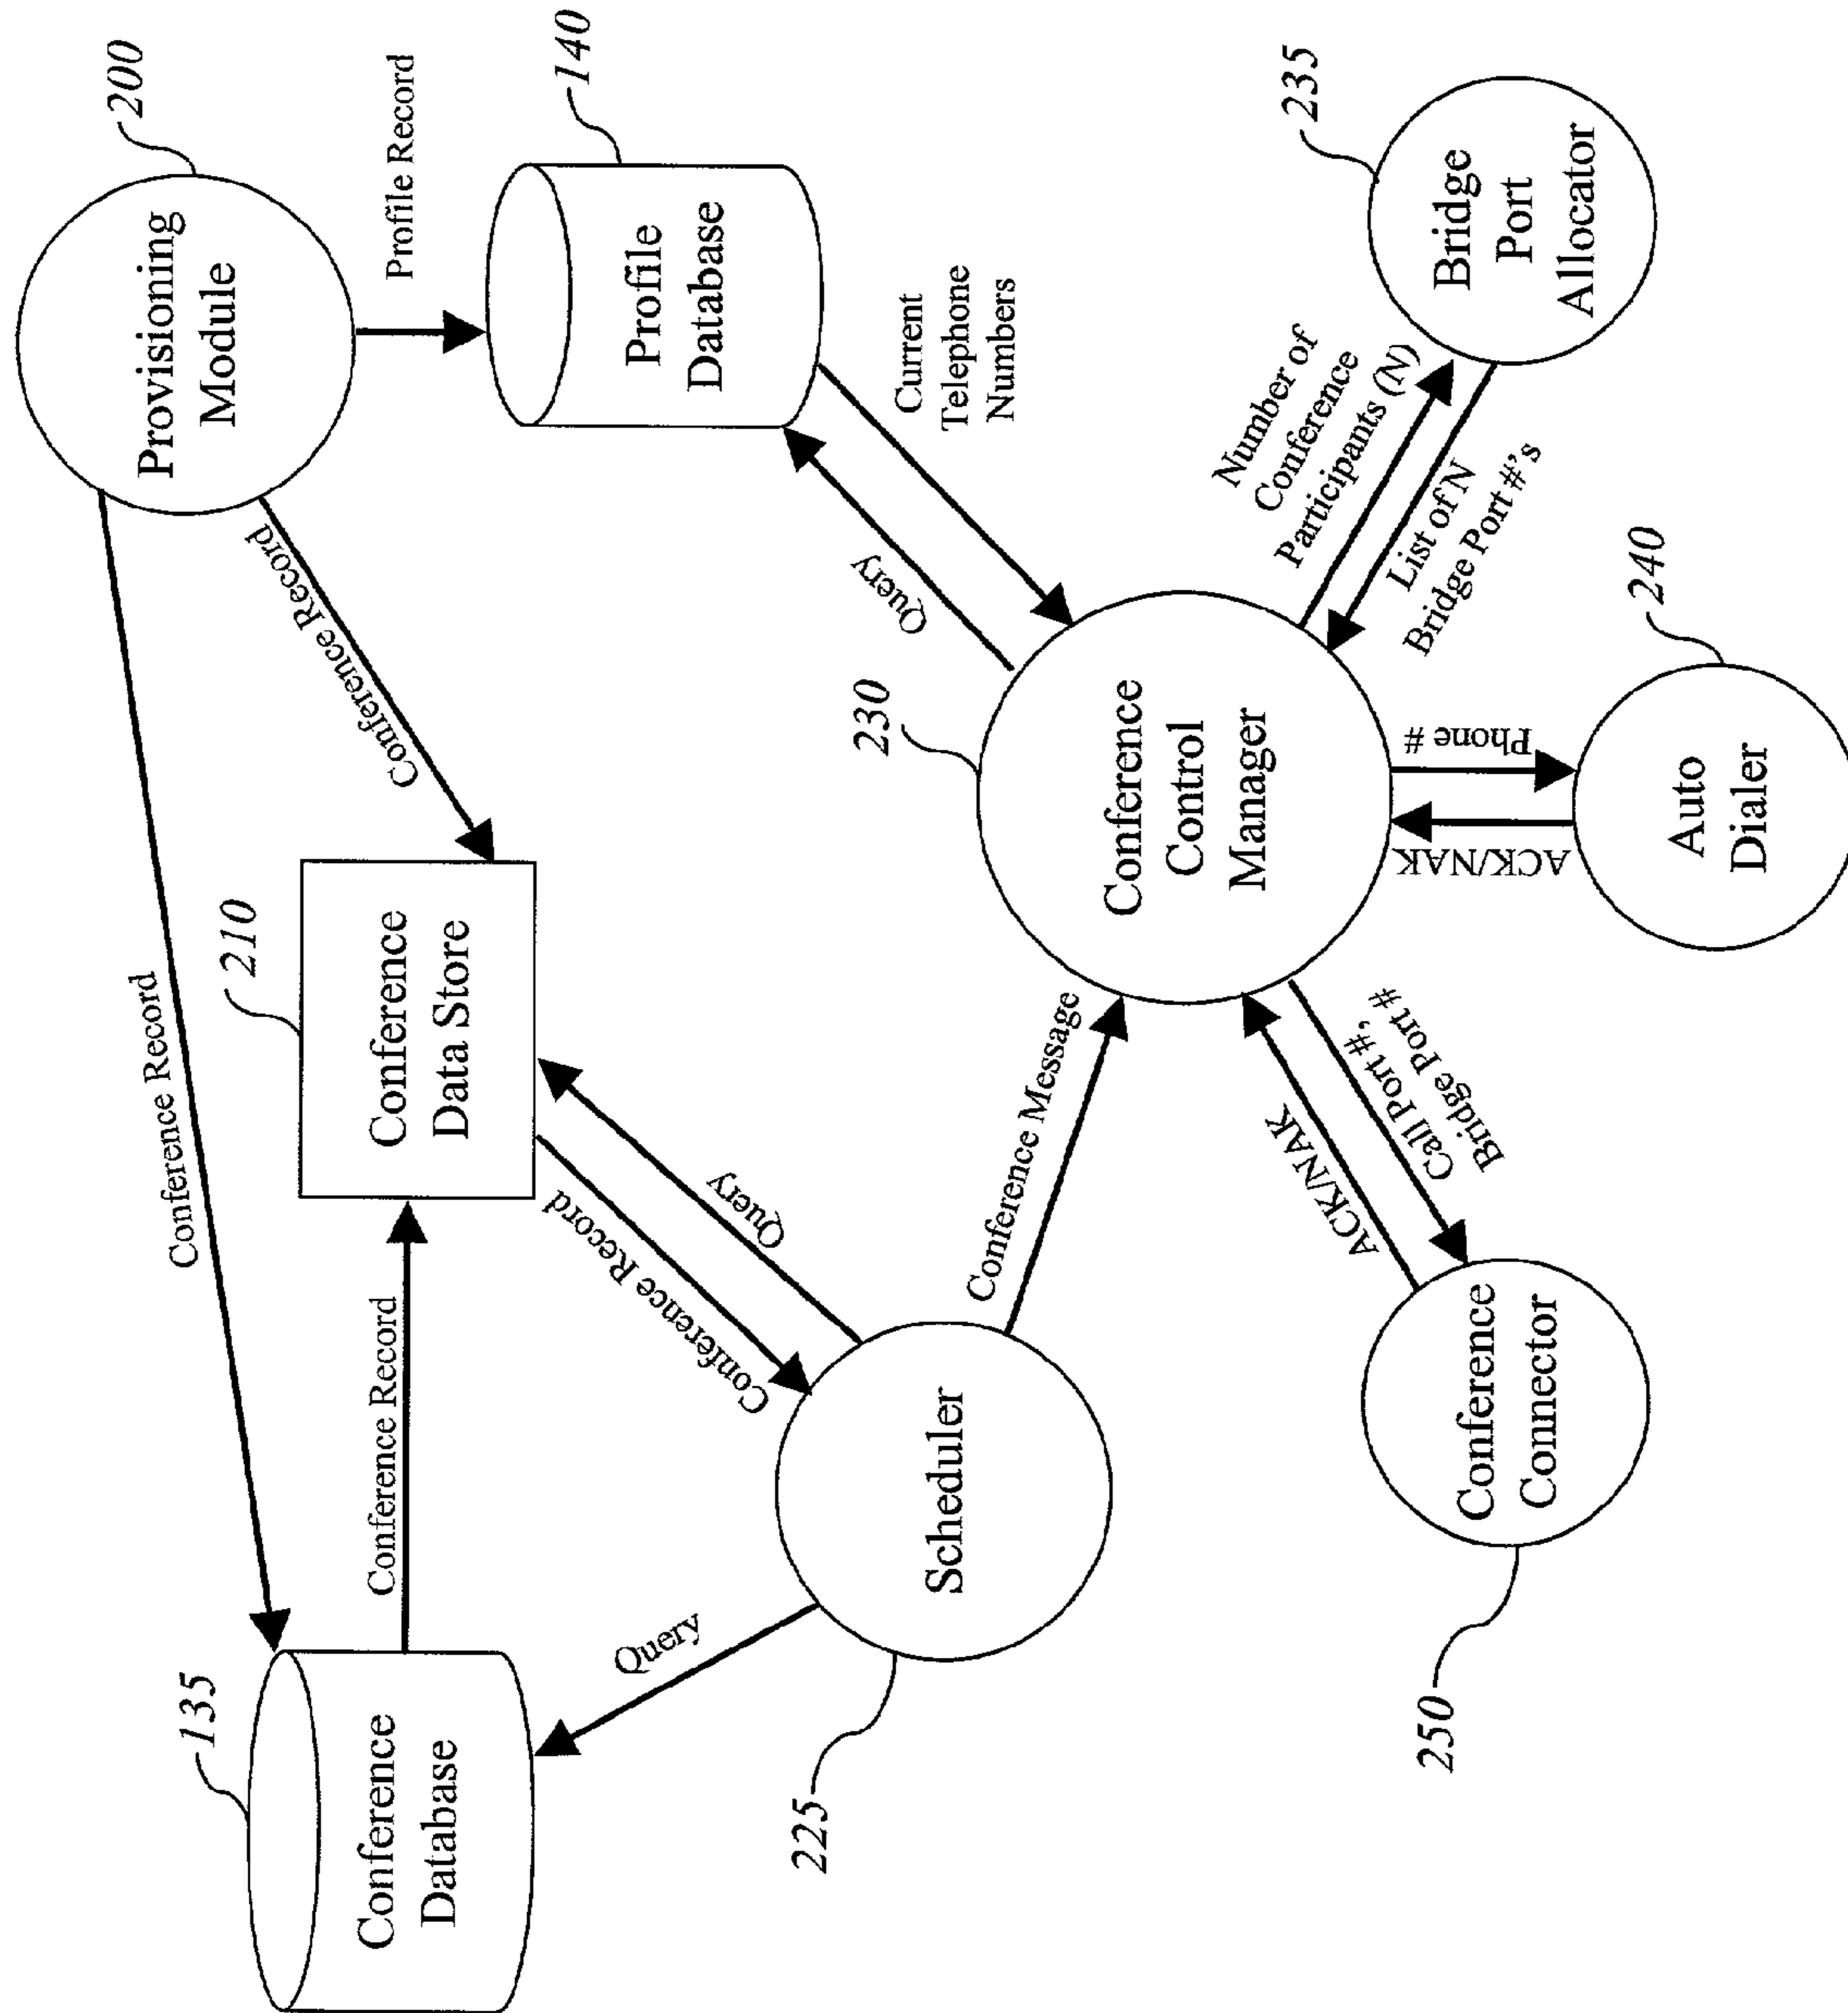 200
Provisioning
Module
Profile Record
140
Profile
Database
Conference Record
Conference Record
135
Conference
Database
Conference Record
210
Conference
Data Store
Query
Conference Record
Query
Scheduler
225
Conference Message
230
Conference
Control
Manager
Query
Current
Telephone
Numbers
Number of
Conference
Participants (N)
List of N
Bridge Port #'s
235
Bridge
Port
Allocator
Phone #
ACK/NAK
240
Auto
Dialer
ACK/NAK
Call Port #,
Bridge Port #
Conference
Connector
250